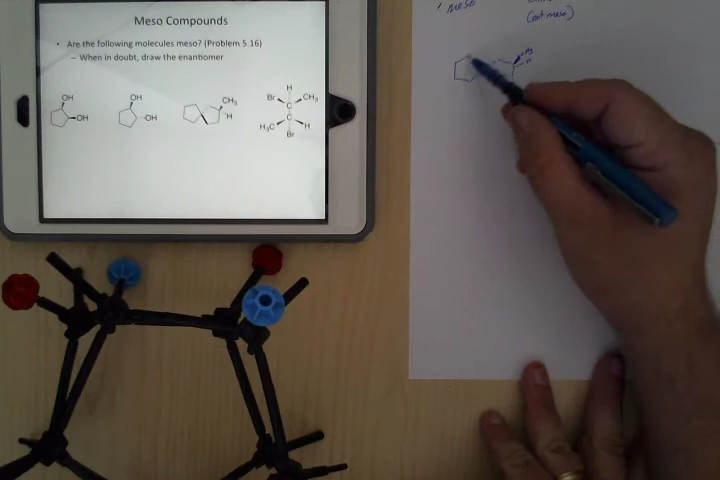 Meso Compounds
• Are the following molecules meso? (Problem 5.16)
– When in doubt, draw the enantiomer
OH
OH
OH
OH
CH3
H
H
Br
C
CH3
C
H3C
H
Br
meso
(not meso)